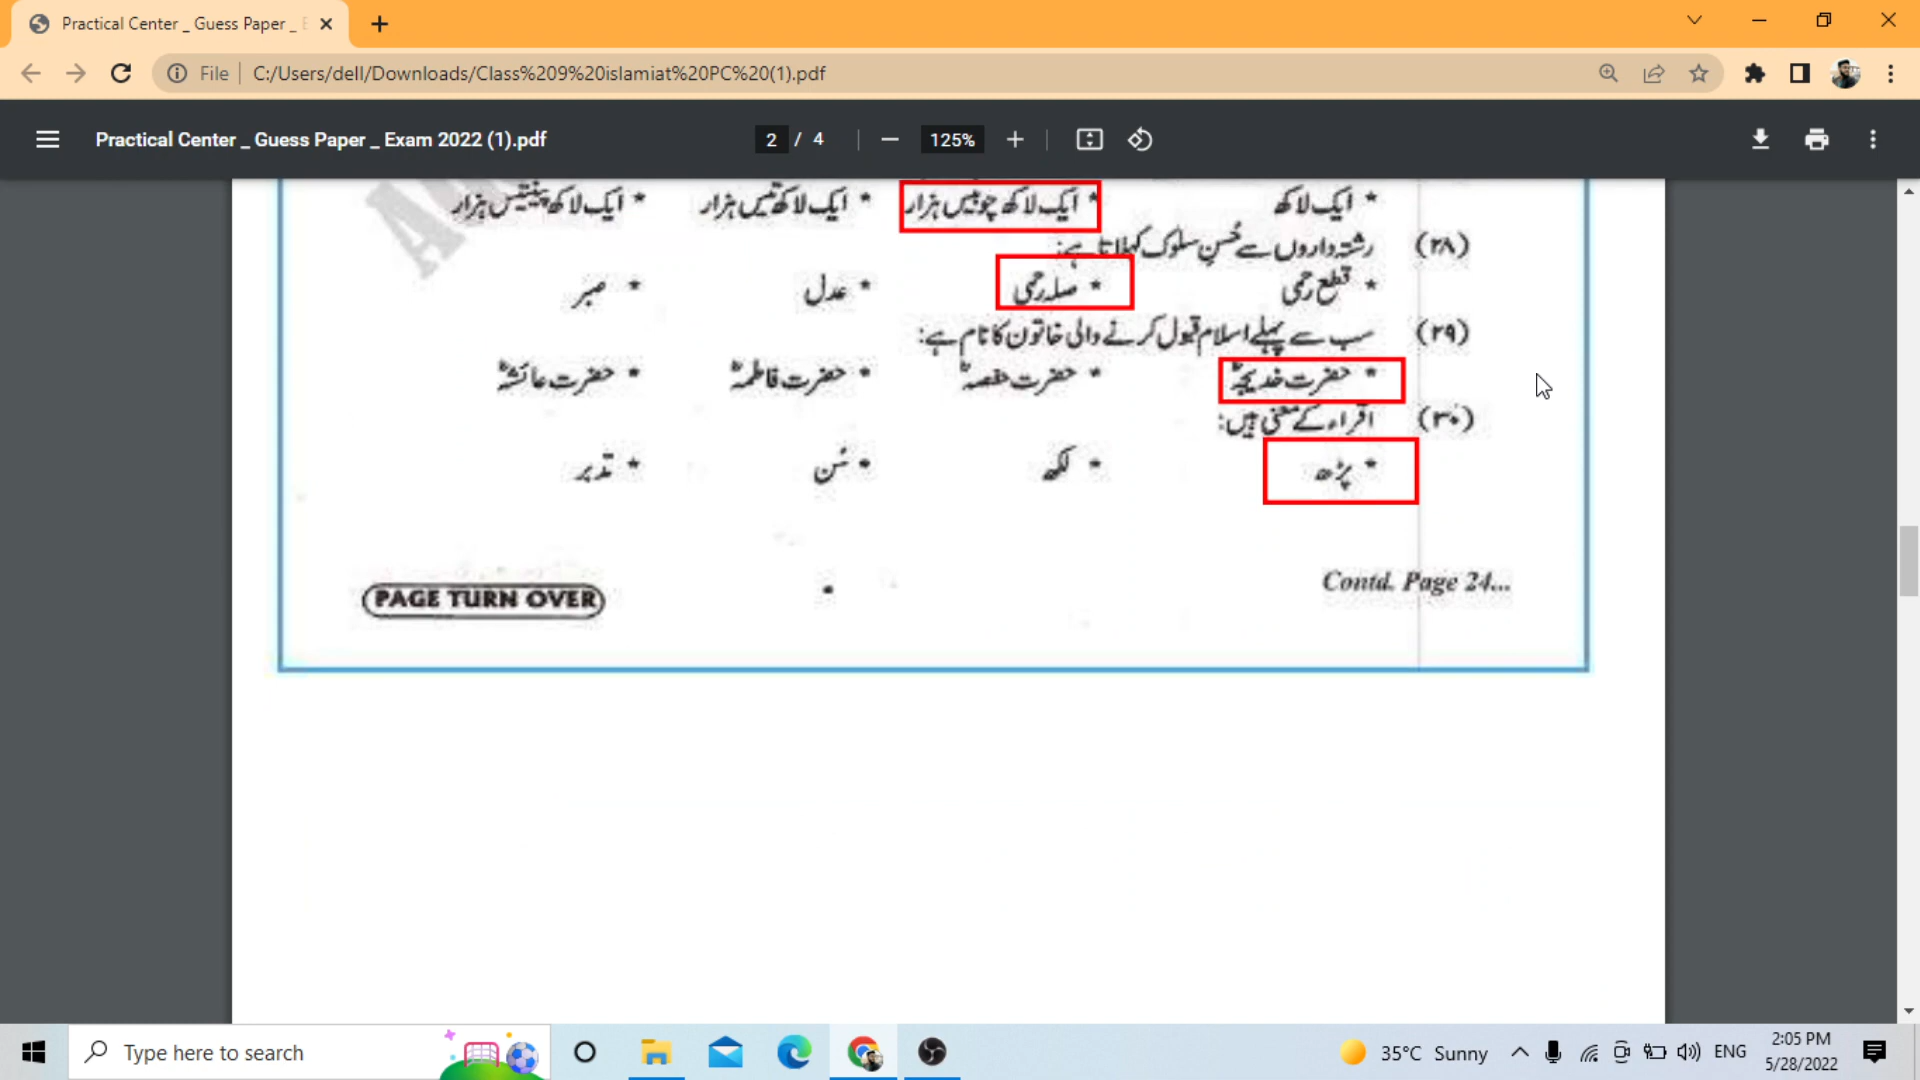 Practical Center _ Guess Paper _ E
File C:/Users/dell/Downloads/Class%209%20islamiat%20PC%20(1).pdf
Practical Center _ Guess Paper _ Exam 2022 (1).pdf 2 / 4 125%
* ایک لاکھ * ایک لاکھ چوبیس ہزار * ایک لاکھ تیس ہزار * ایک لاکھ پینتیس ہزار
(۲۸) رشتہ داروں سے حُسنِ سلوک کہلاتا ہے:
* قطع رحمی * صلہ رحمی * عدل * صبر
(۲۹) سب سے پہلے اسلام قبول کرنے والی خاتون کا نام ہے:
* حضرت خدیجہؓ * حضرت حفصہؓ * حضرت فاطمہؓ * حضرت عائشہؓ
(۳۰) اقراء کے معنی ہیں:
* پڑھ * لکھ * سُن * تدبر
PAGE TURN OVER Contd. Page 24...
Type here to search 35°C Sunny ENG 2:05 PM
5/28/2022